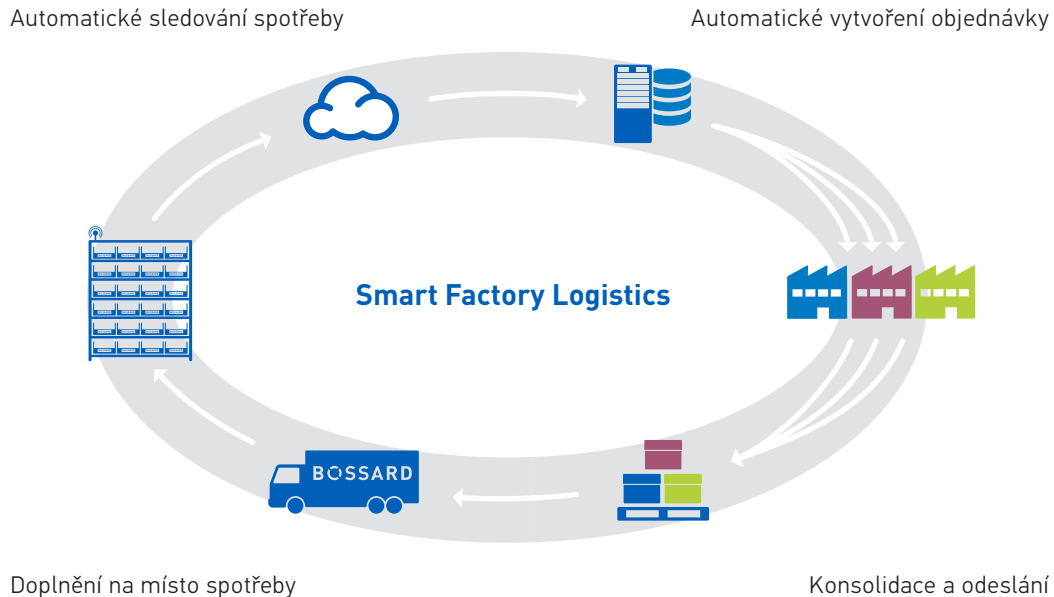 Automatické sledování spotřeby
Automatické vytvoření objednávky
Smart Factory Logistics
BOSSARD
Doplnění na místo spotřeby
Konsolidace a odeslání